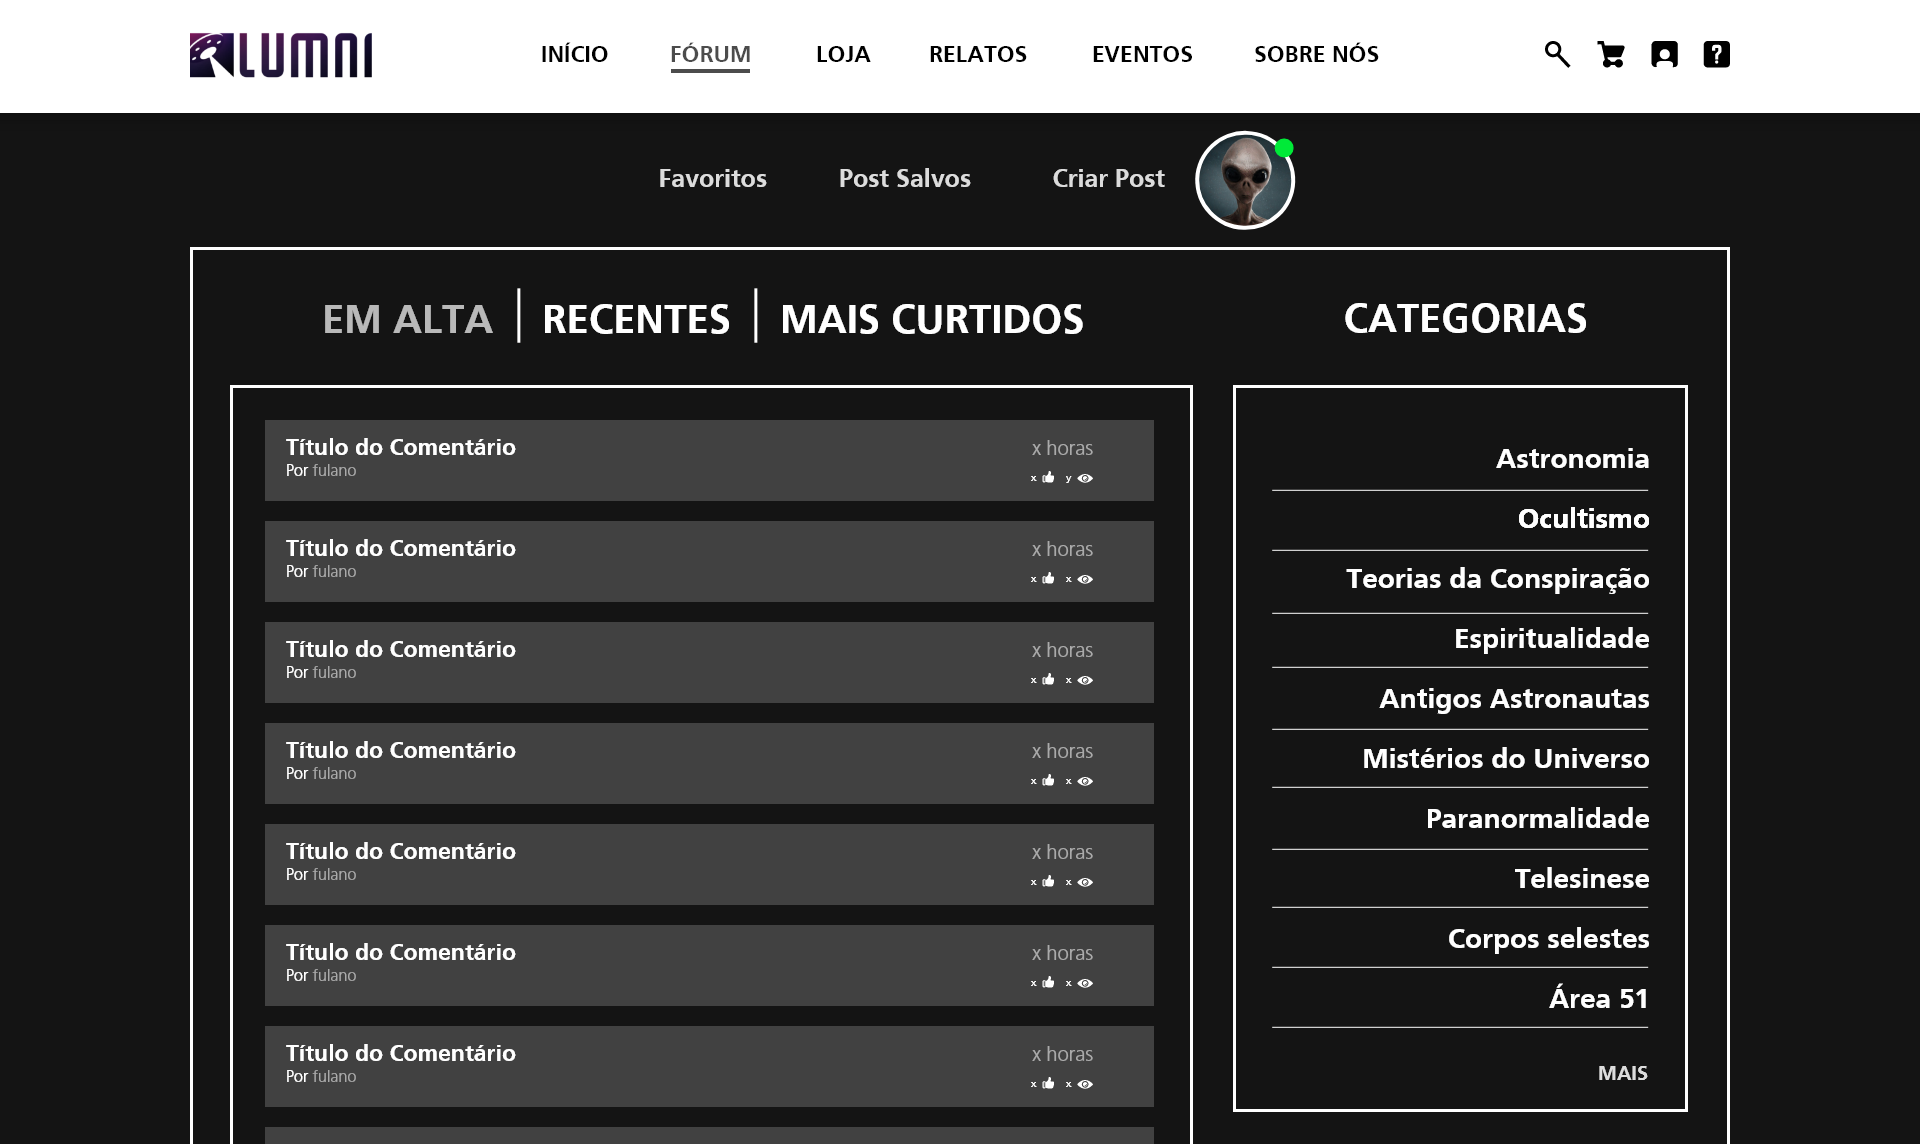 LUMNI
INÍCIO FÓRUM LOJA RELATOS EVENTOS SOBRE NÓS ?
Favoritos Post Salvos Criar Post
EM ALTA | RECENTES | MAIS CURTIDOS
Título do Comentário x horas
Por fulano x y
Título do Comentário x horas
Por fulano x x
Título do Comentário x horas
Por fulano x x
Título do Comentário x horas
Por fulano x x
Título do Comentário x horas
Por fulano x x
Título do Comentário x horas
Por fulano x x
Título do Comentário x horas
Por fulano x x
CATEGORIAS
Astronomia
Ocultismo
Teorias da Conspiração
Espiritualidade
Antigos Astronautas
Mistérios do Universo
Paranormalidade
Telesinese
Corpos selestes
Área 51
MAIS